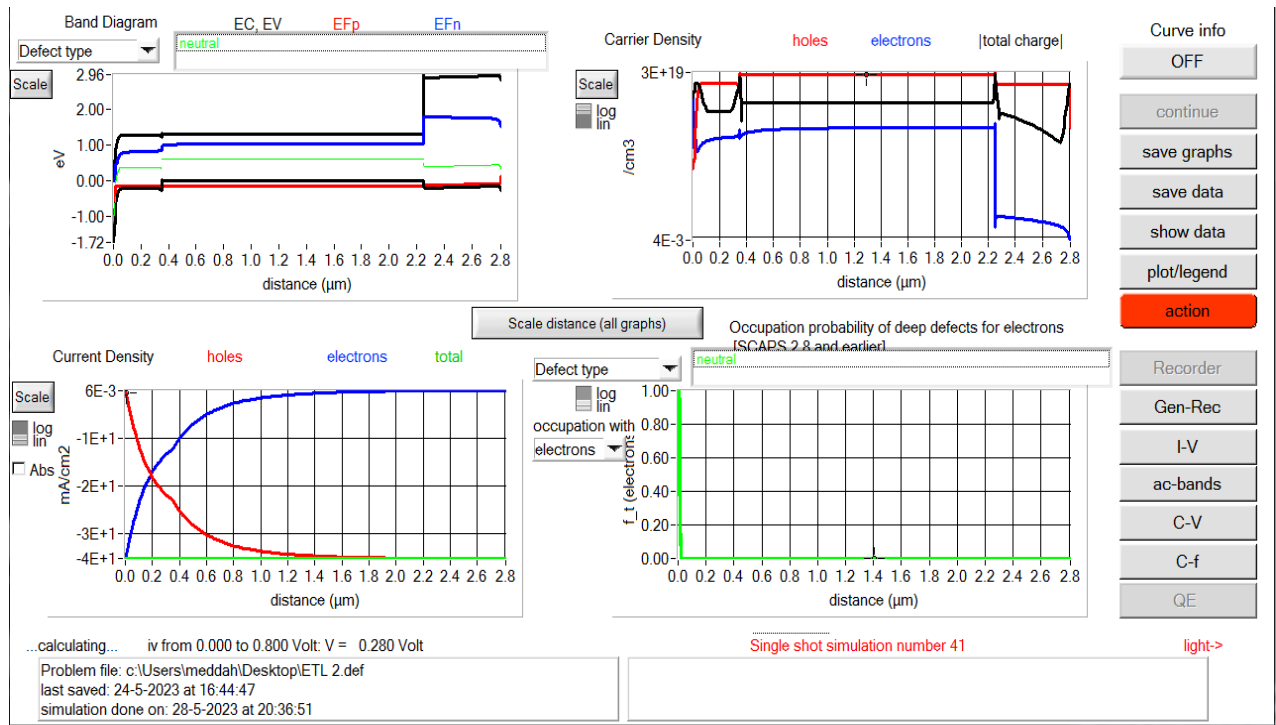 Band Diagram EC, EV EFp EFn
Defect type
neutral
Scale
2.96
2.00
1.00
0.00
-1.00
-1.72
eV
0.0 0.2 0.4 0.6 0.8 1.0 1.2 1.4 1.6 1.8 2.0 2.2 2.4 2.6 2.8
distance (µm)
Carrier Density holes electrons |total charge|
Scale
log
lin
3E+19
4E-3
/cm3
0.0 0.2 0.4 0.6 0.8 1.0 1.2 1.4 1.6 1.8 2.0 2.2 2.4 2.6 2.8
distance (µm)
Curve info
OFF
continue
save graphs
save data
show data
plot/legend
action
Scale distance (all graphs)
Current Density holes electrons total
Scale
log
lin
Abs
6E-3
-1E+1
-2E+1
-3E+1
-4E+1
mA/cm2
0.0 0.2 0.4 0.6 0.8 1.0 1.2 1.4 1.6 1.8 2.0 2.2 2.4 2.6 2.8
distance (µm)
Occupation probability of deep defects for electrons
[SCAPS 2.8 and earlier]
Defect type
neutral
log
lin
occupation with
electrons
1.00
0.80
0.60
0.40
0.20
0.00
f_t (electrons
0.0 0.2 0.4 0.6 0.8 1.0 1.2 1.4 1.6 1.8 2.0 2.2 2.4 2.6 2.8
distance (µm)
Recorder
Gen-Rec
I-V
ac-bands
C-V
C-f
QE
...calculating... iv from 0.000 to 0.800 Volt: V = 0.280 Volt
Single shot simulation number 41
light->
Problem file: c:\Users\meddah\Desktop\ETL 2.def
last saved: 24-5-2023 at 16:44:47
simulation done on: 28-5-2023 at 20:36:51